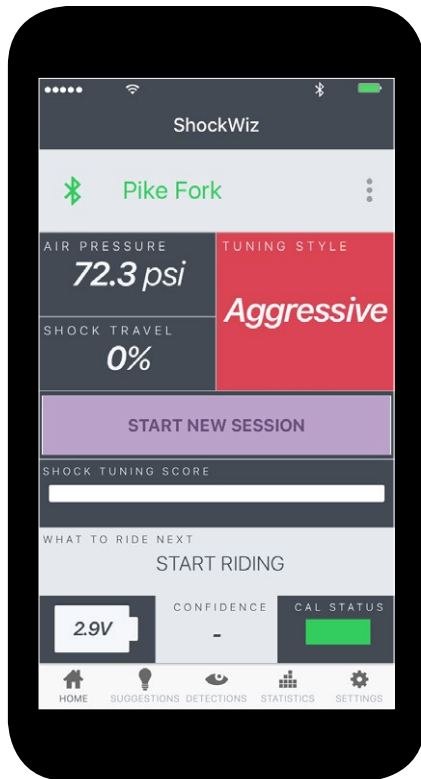 ShockWiz
Pike Fork
AIR PRESSURE
72.3 psi
TUNING STYLE
Aggressive
SHOCK TRAVEL
0%
START NEW SESSION
SHOCK TUNING SCORE
WHAT TO RIDE NEXT
START RIDING
2.9V
CONFIDENCE
-
CAL STATUS
HOME SUGGESTIONS DETECTIONS STATISTICS SETTINGS